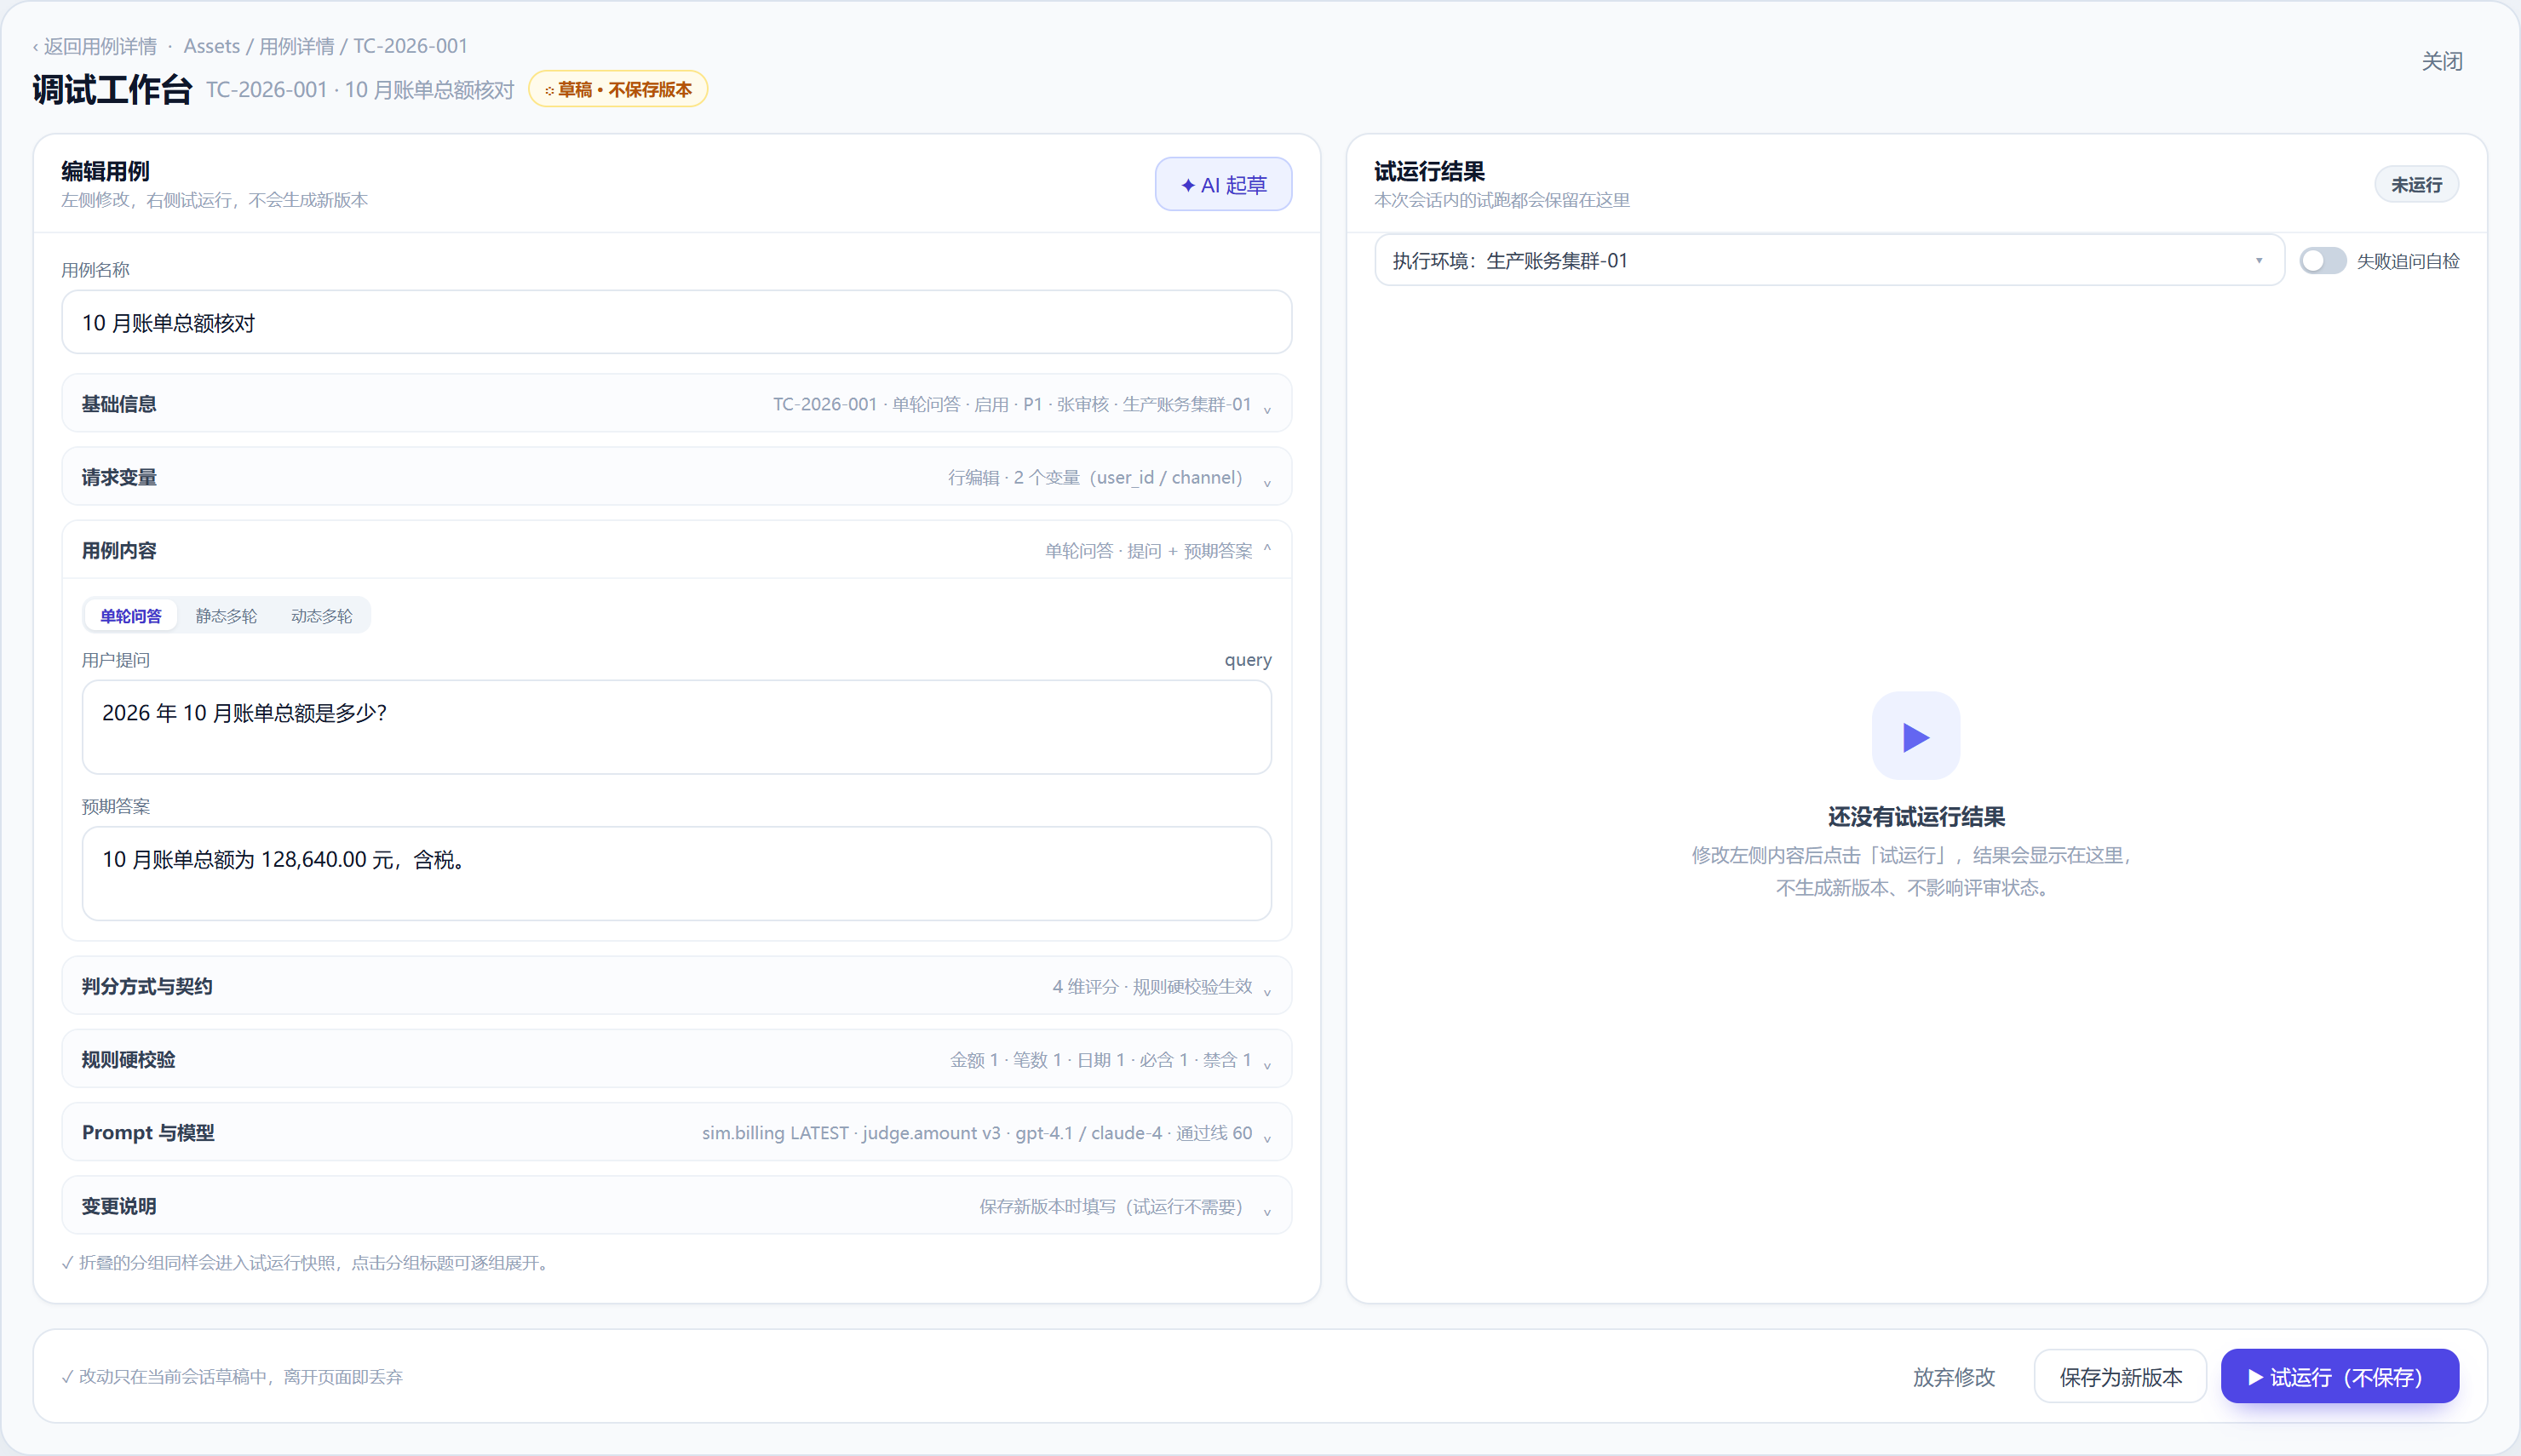 ‹ 返回用例详情 · Assets / 用例详情 / TC-2026-001
关闭
调试工作台 TC-2026-001 · 10 月账单总额核对 草稿 • 不保存版本
编辑用例
左侧修改，右侧试运行，不会生成新版本
✦ AI 起草
用例名称
10 月账单总额核对
基础信息 TC-2026-001 · 单轮问答 · 启用 · P1 · 张审核 · 生产账务集群-01
请求变量 行编辑 · 2 个变量（user_id / channel）
用例内容 单轮问答 · 提问 + 预期答案
单轮问答 静态多轮 动态多轮
用户提问 query
2026 年 10 月账单总额是多少？
预期答案
10 月账单总额为 128,640.00 元，含税。
判分方式与契约 4 维评分 · 规则硬校验生效
规则硬校验 金额 1 · 笔数 1 · 日期 1 · 必含 1 · 禁含 1
Prompt 与模型 sim.billing LATEST · judge.amount v3 · gpt-4.1 / claude-4 · 通过线 60
变更说明 保存新版本时填写（试运行不需要）
✓ 折叠的分组同样会进入试运行快照，点击分组标题可逐组展开。
试运行结果
本次会话内的试跑都会保留在这里
未运行
执行环境：生产账务集群-01
失败追问自检
还没有试运行结果
修改左侧内容后点击「试运行」，结果会显示在这里，
不生成新版本、不影响评审状态。
✓ 改动只在当前会话草稿中，离开页面即丢弃
放弃修改
保存为新版本
▶ 试运行（不保存）